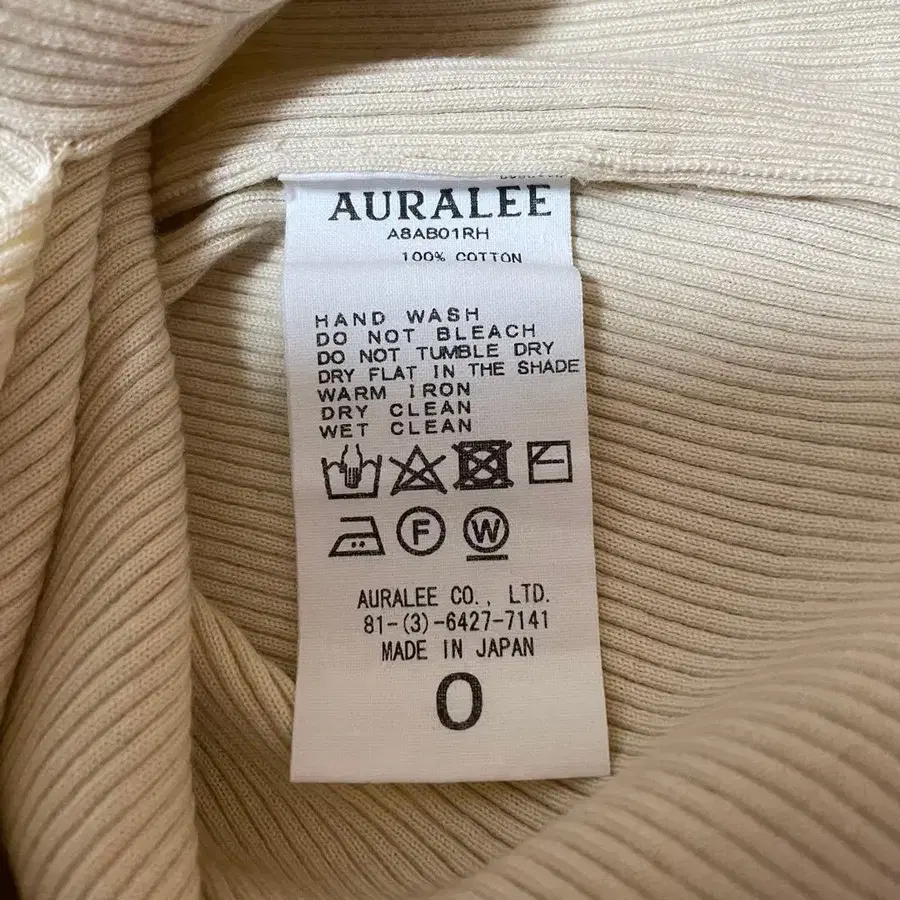 AURALEE
A8AB01RH
100% COTTON
HAND WASH
DO NOT BLEACH
DO NOT TUMBLE DRY
DRY FLAT IN THE SHADE
WARM IRON
DRY CLEAN
WET CLEAN
F W
AURALEE CO., LTD.
81-(3)-6427-7141
MADE IN JAPAN
0